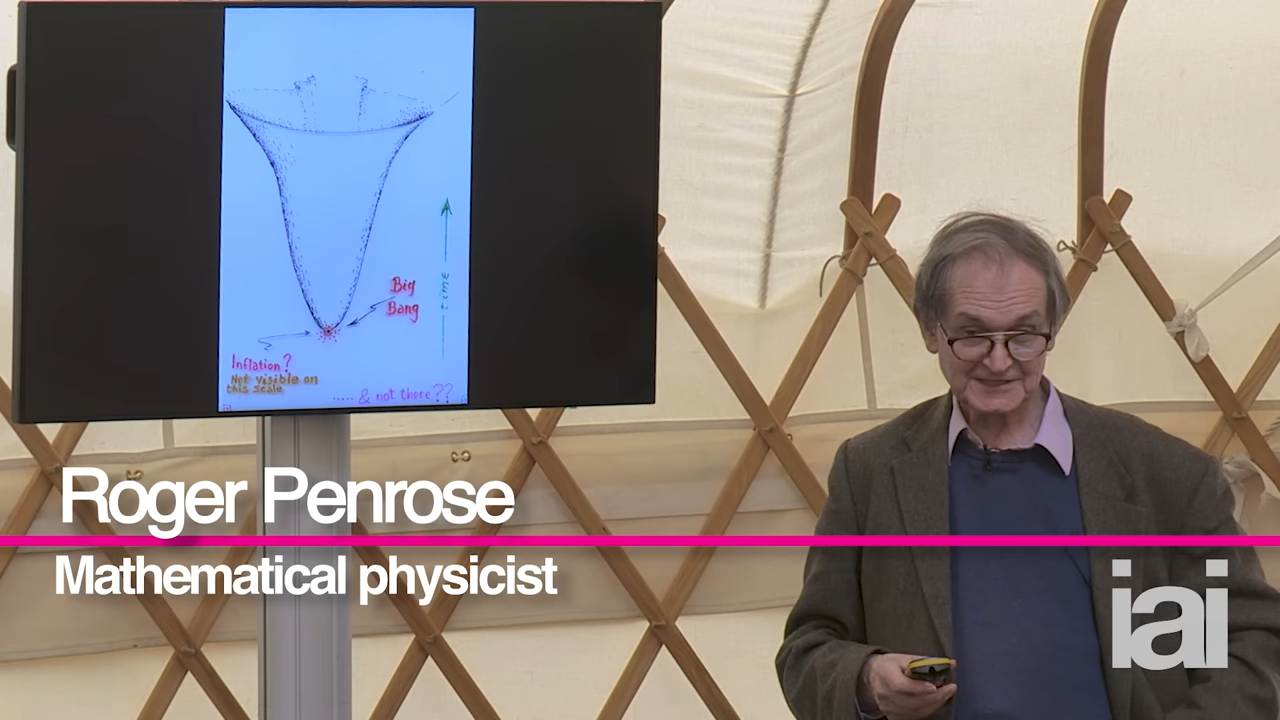 Big
Bang
time
Inflation?
Not visible on
this scale
..... & not there??
Roger Penrose
Mathematical physicist
iai